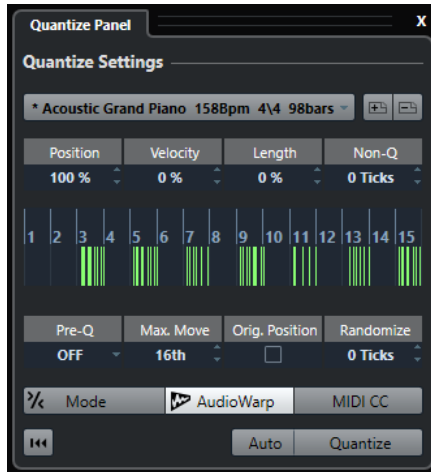 Quantize Panel X
Quantize Settings
* Acoustic Grand Piano 158Bpm 4\4 98bars
Position Velocity Length Non-Q
100 % 0 % 0 % 0 Ticks
1 2 3 4 5 6 7 8 9 10 11 12 13 14 15
Pre-Q Max. Move Orig. Position Randomize
OFF 16th 0 Ticks
Mode AudioWarp MIDI CC
Auto Quantize